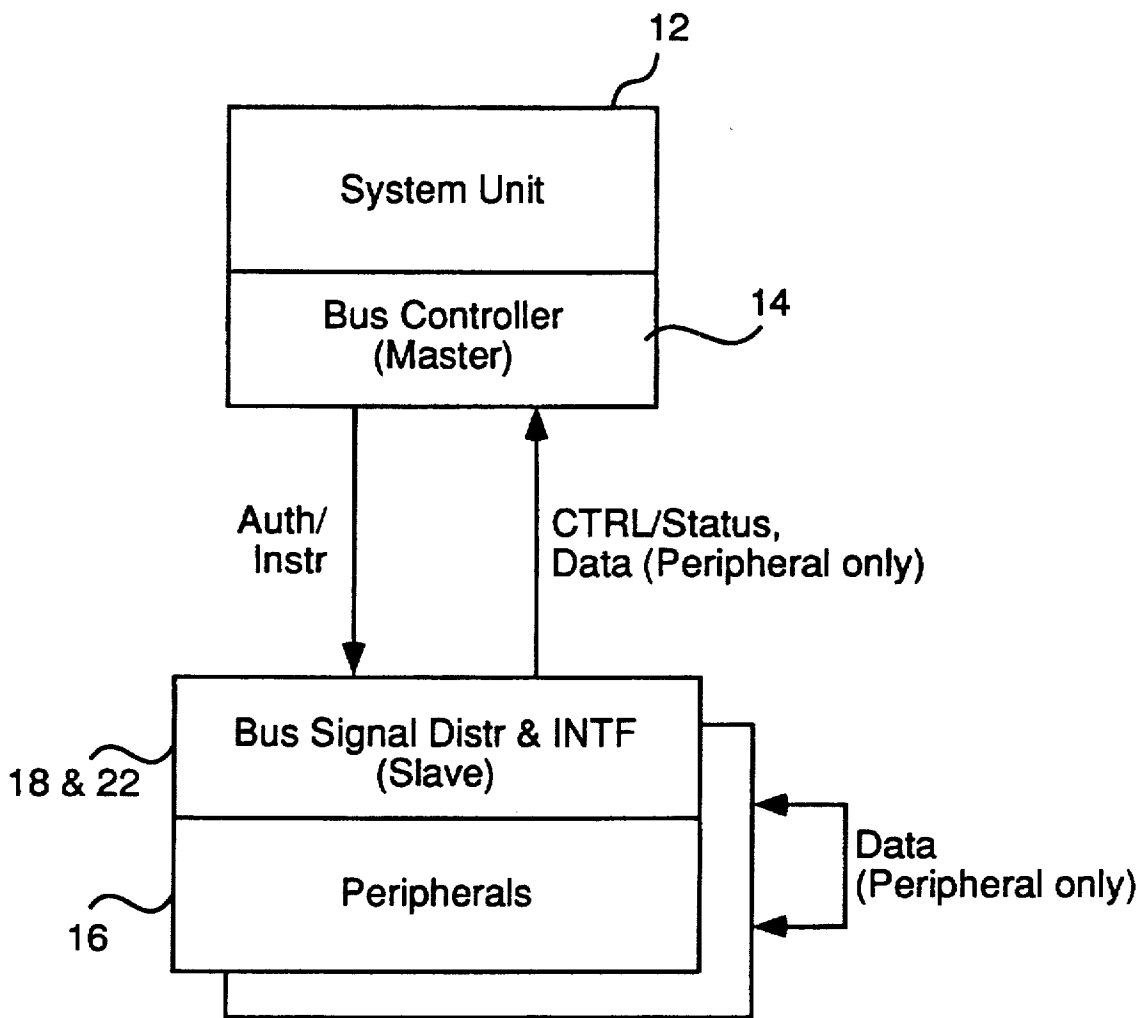 12
System Unit
Bus Controller
(Master)
14
Auth/
Instr
CTRL/Status,
Data (Peripheral only)
Bus Signal Distr & INTF
(Slave)
18 & 22
Peripherals
16
Data
(Peripheral only)